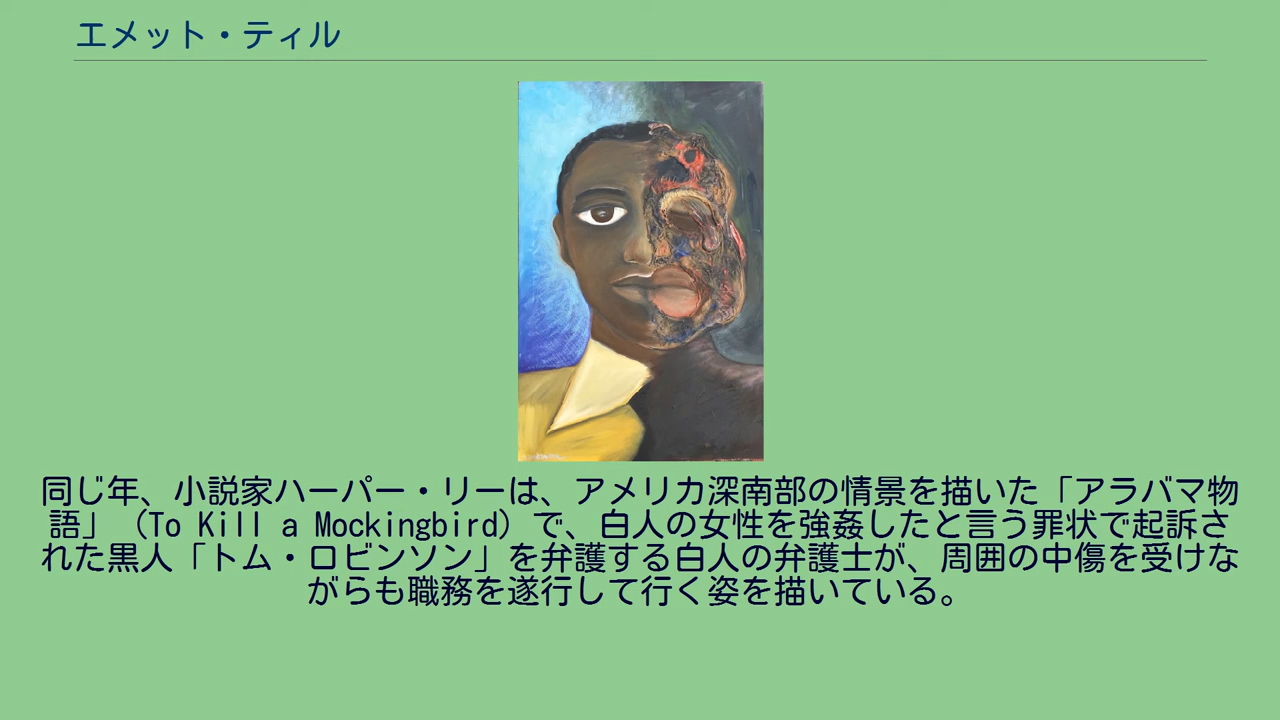 エメット・ティル
同じ年、小説家ハーパー・リーは、アメリカ深南部の情景を描いた「アラバマ物
語」（To Kill a Mockingbird）で、白人の女性を強姦したと言う罪状で起訴さ
れた黒人「トム・ロビンソン」を弁護する白人の弁護士が、周囲の中傷を受けな
がらも職務を遂行して行く姿を描いている。